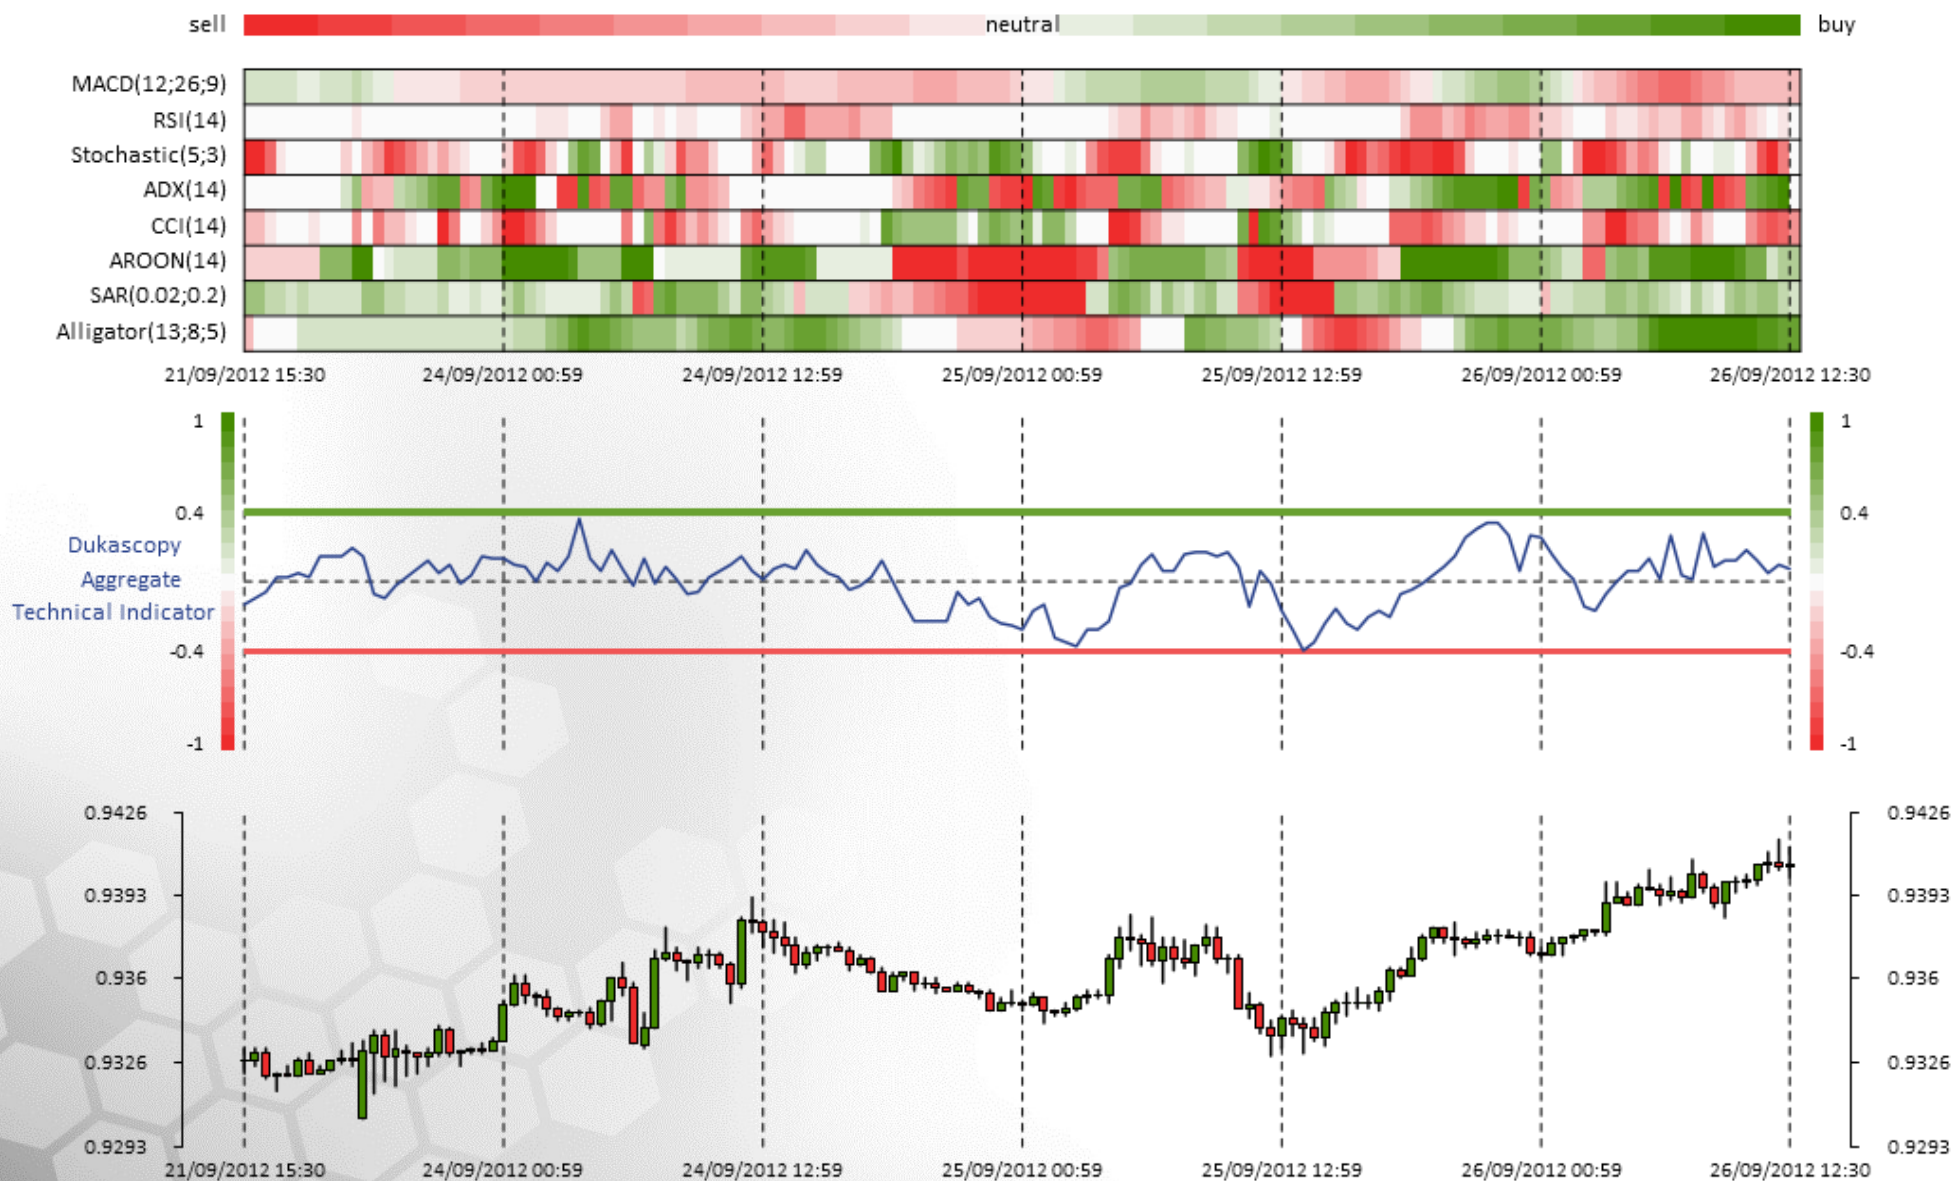 sell neutral buy
MACD(12;26;9)
RSI(14)
Stochastic(5;3)
ADX(14)
CCI(14)
AROON(14)
SAR(0.02;0.2)
Alligator(13;8;5)
21/09/2012 15:30 24/09/2012 00:59 24/09/2012 12:59 25/09/2012 00:59 25/09/2012 12:59 26/09/2012 00:59 26/09/2012 12:30
1 1
0.4 0.4
Dukascopy
Aggregate
Technical Indicator
-0.4 -0.4
-1 -1
0.9426 0.9426
0.9393 0.9393
0.936 0.936
0.9326 0.9326
0.9293 0.9293
21/09/2012 15:30 24/09/2012 00:59 24/09/2012 12:59 25/09/2012 00:59 25/09/2012 12:59 26/09/2012 00:59 26/09/2012 12:30